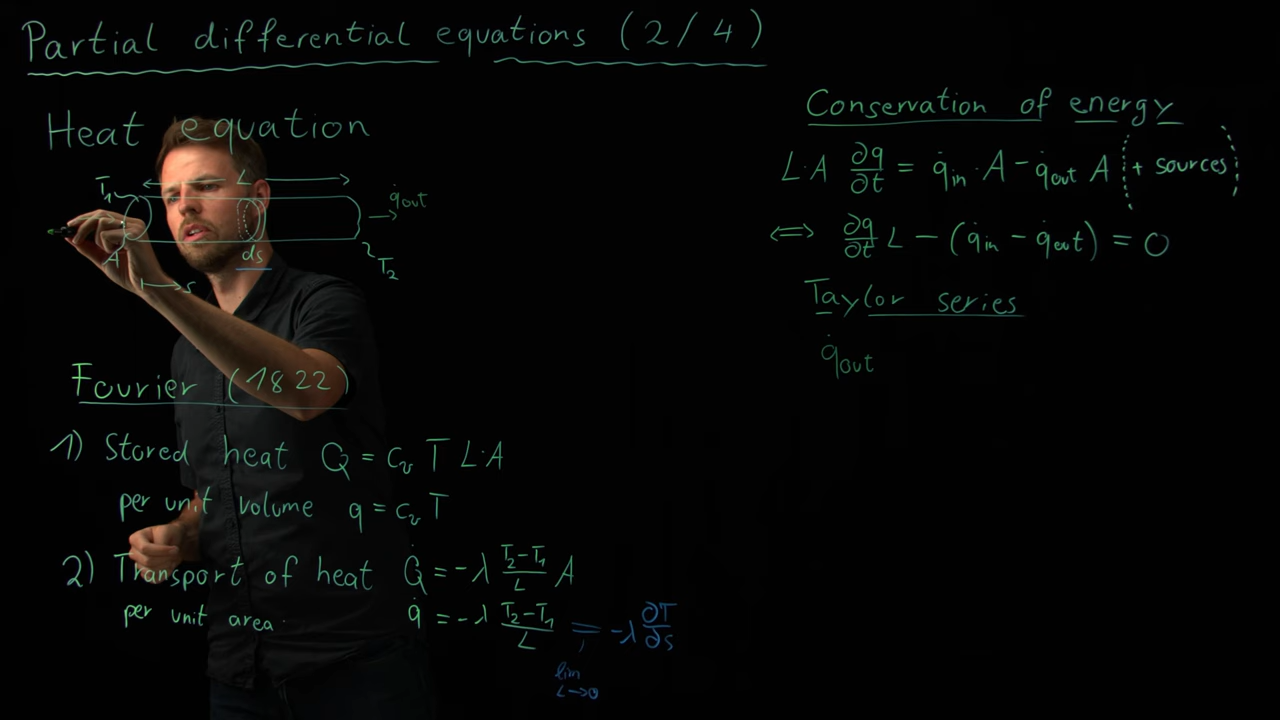 Partial differential equations (2/4)
Heat equation
T₁
L
q̇out
A
ds
T₂
s
Fourier (1822)
1) Stored heat Q = cᵥ T L·A
per unit volume q = cᵥ T
2) Transport of heat Q̇ = -λ (T₂-T₁)/L A
per unit area q̇ = -λ (T₂-T₁)/L = -λ ∂T/∂s
lim
L→0
Conservation of energy
L·A ∂q/∂t = q̇in · A - q̇out A (+ sources)
⟺ ∂q/∂t L - (q̇in - q̇out) = 0
Taylor series
q̇out